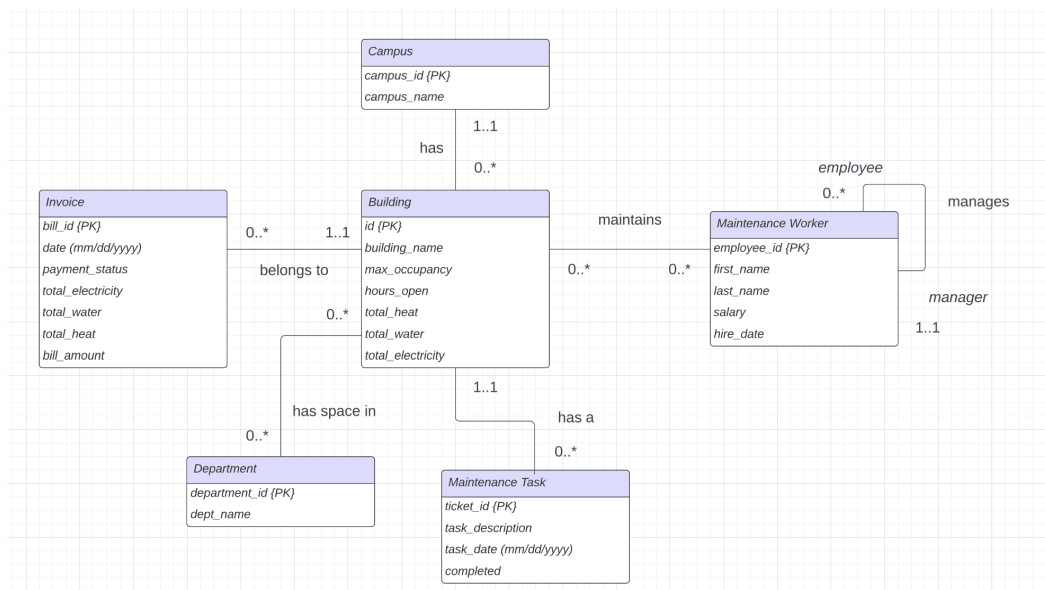 Campus
campus_id {PK}
campus_name
1..1
has
0..*
employee
0..*
manages
Invoice
bill_id {PK}
date (mm/dd/yyyy)
payment_status
total_electricity
total_water
total_heat
bill_amount
0..*
1..1
belongs to
Building
id {PK}
building_name
max_occupancy
hours_open
total_heat
total_water
total_electricity
maintains
0..*
0..*
Maintenance Worker
employee_id {PK}
first_name
last_name
salary
hire_date
manager
1..1
0..*
has space in
0..*
1..1
has a
0..*
Department
department_id {PK}
dept_name
Maintenance Task
ticket_id {PK}
task_description
task_date (mm/dd/yyyy)
completed